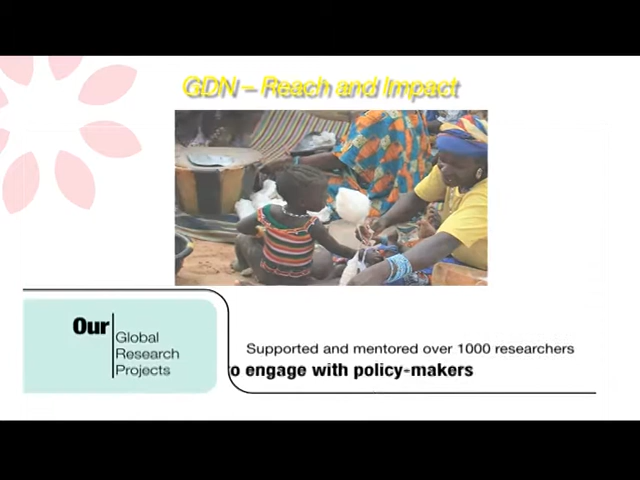 GDN – Reach and Impact
Our
Global
Research
Projects
Supported and mentored over 1000 researchers
o engage with policy-makers